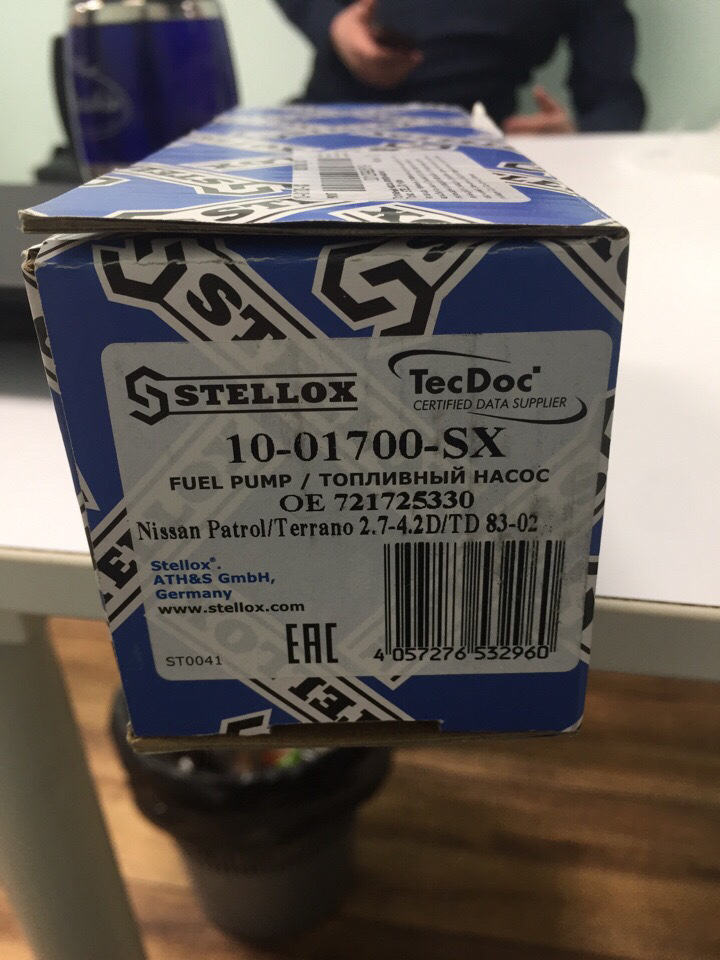 STELLOX
TecDoc
CERTIFIED DATA SUPPLIER
10-01700-SX
FUEL PUMP / ТОПЛИВНЫЙ НАСОС
OE 721725330
Nissan Patrol/Terrano 2.7-4.2D/TD 83-02
Stellox®.
ATH&S GmbH,
Germany
www.stellox.com
EAC
ST0041
4 057276 532960